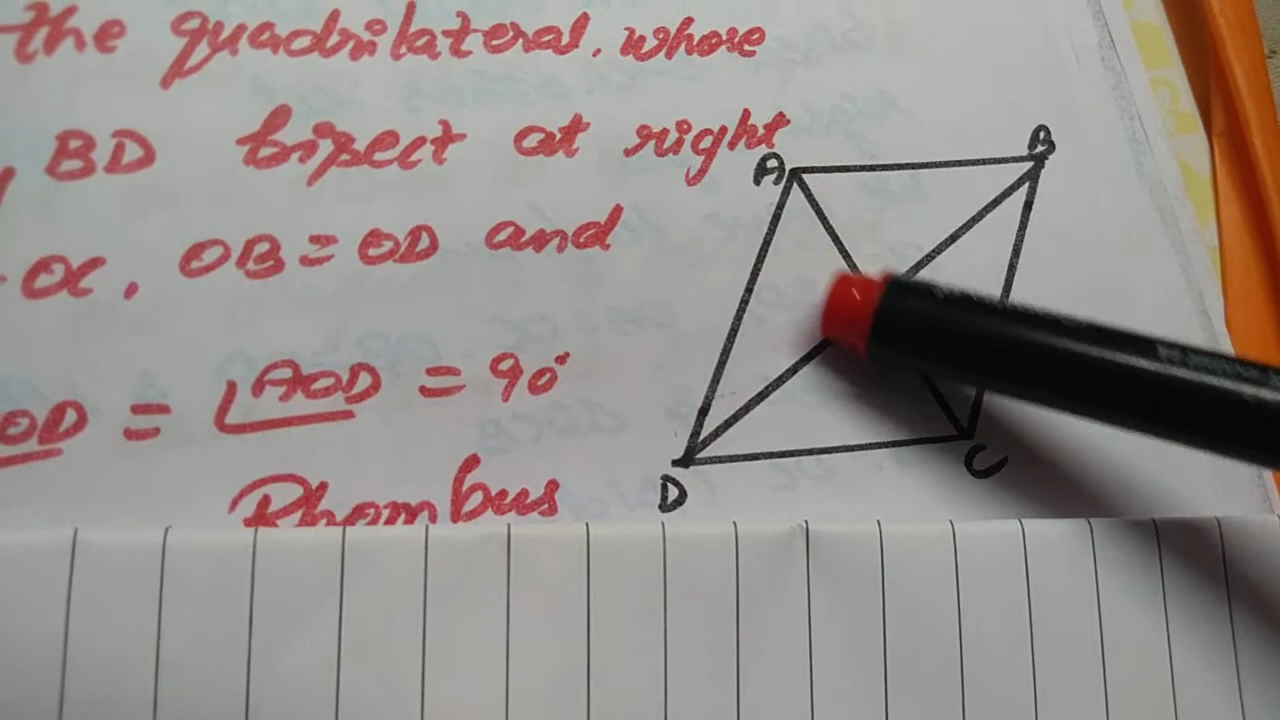 the quadrilateral. whose
, BD bisect at right
OC, OB = OD and
OD = ∠AOD = 90°
Rhombus
A
B
C
D